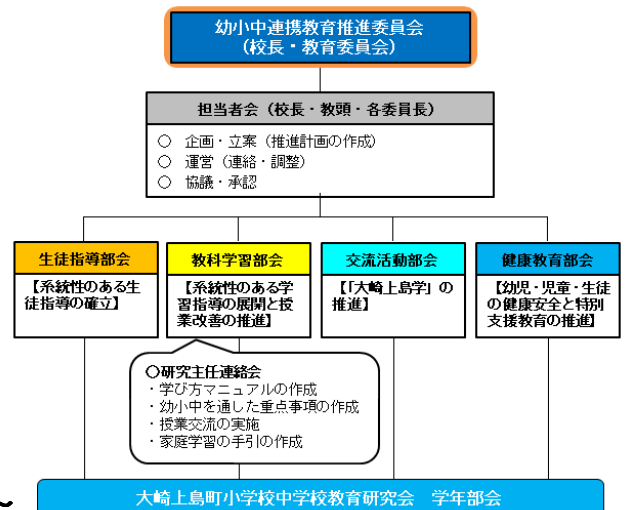 幼小中連携教育推進委員会
（校長・教育委員会）
担当者会（校長・教頭・各委員長）
○ 企画・立案（推進計画の作成）
○ 運営（連絡・調整）
○ 協議・承認
生徒指導部会
【系統性のある生
徒指導の確立】
教科学習部会
【系統性のある学
習指導の展開と授
業改善の推進】
交流活動部会
【「大崎上島学」の
推進】
健康教育部会
【幼児・児童・生徒
の健康安全と特別
支援教育の推進】
○研究主任連絡会
・学び方マニュアルの作成
・幼小中を通した重点事項の作成
・授業交流の実施
・家庭学習の手引の作成
大崎上島町小学校中学校教育研究会　学年部会
～